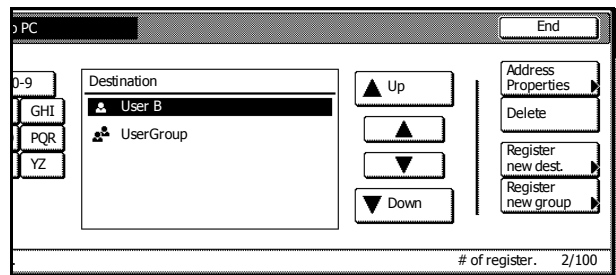 PC
End
0-9
GHI
PQR
YZ
Destination
User B
UserGroup
Up
Down
Address
Properties
Delete
Register
new dest.
Register
new group
# of register. 2/100